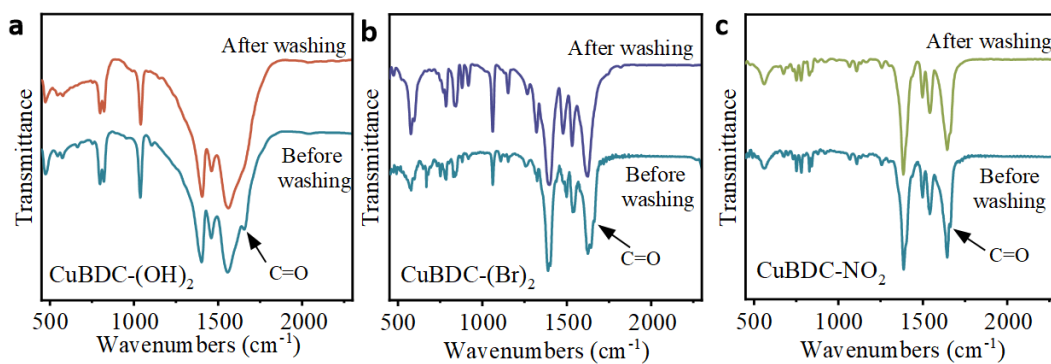 a
After washing
Before
washing
C=O
CuBDC-(OH)₂
Transmittance
500 1000 1500 2000
Wavenumbers (cm⁻¹)
b
After washing
Before
washing
C=O
CuBDC-(Br)₂
Transmittance
500 1000 1500 2000
Wavenumbers (cm⁻¹)
c
After washing
Before
washing
C=O
CuBDC-NO₂
Transmittance
500 1000 1500 2000
Wavenumbers (cm⁻¹)